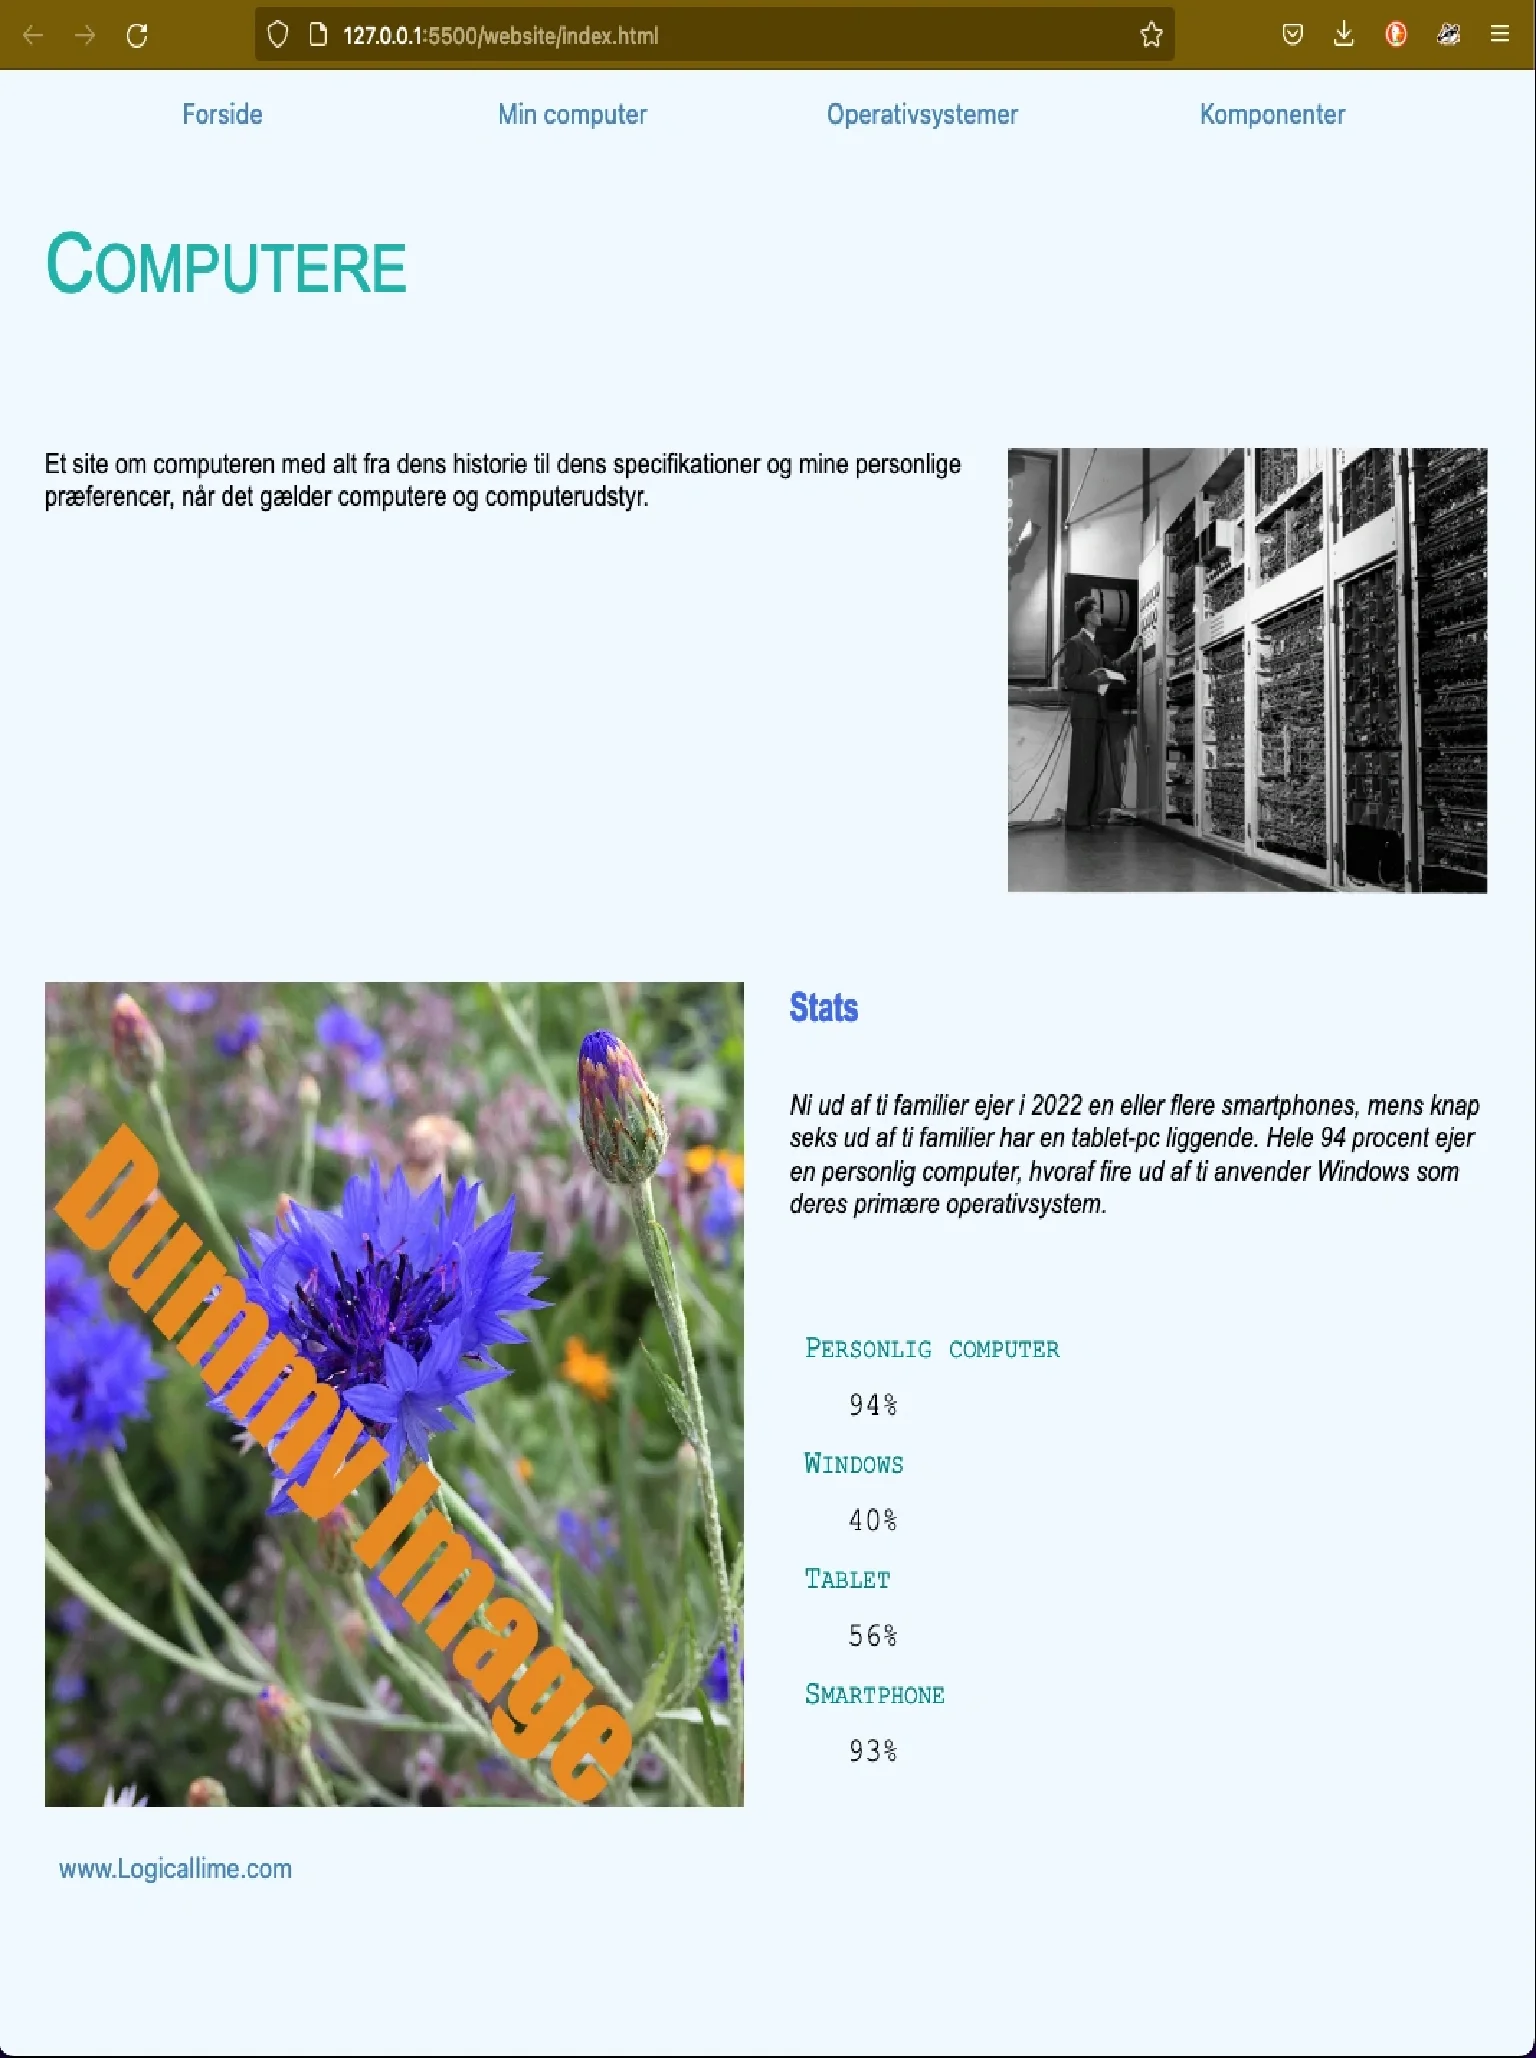 127.0.0.1:5500/website/index.html
Forside Min computer Operativsystemer Komponenter
COMPUTERE
Et site om computeren med alt fra dens historie til dens specifikationer og mine personlige
præferencer, når det gælder computere og computerudstyr.
Dummy Image
Stats
Ni ud af ti familier ejer i 2022 en eller flere smartphones, mens knap
seks ud af ti familier har en tablet-pc liggende. Hele 94 procent ejer
en personlig computer, hvoraf fire ud af ti anvender Windows som
deres primære operativsystem.
PERSONLIG COMPUTER
94%
WINDOWS
40%
TABLET
56%
SMARTPHONE
93%
www.Logicallime.com